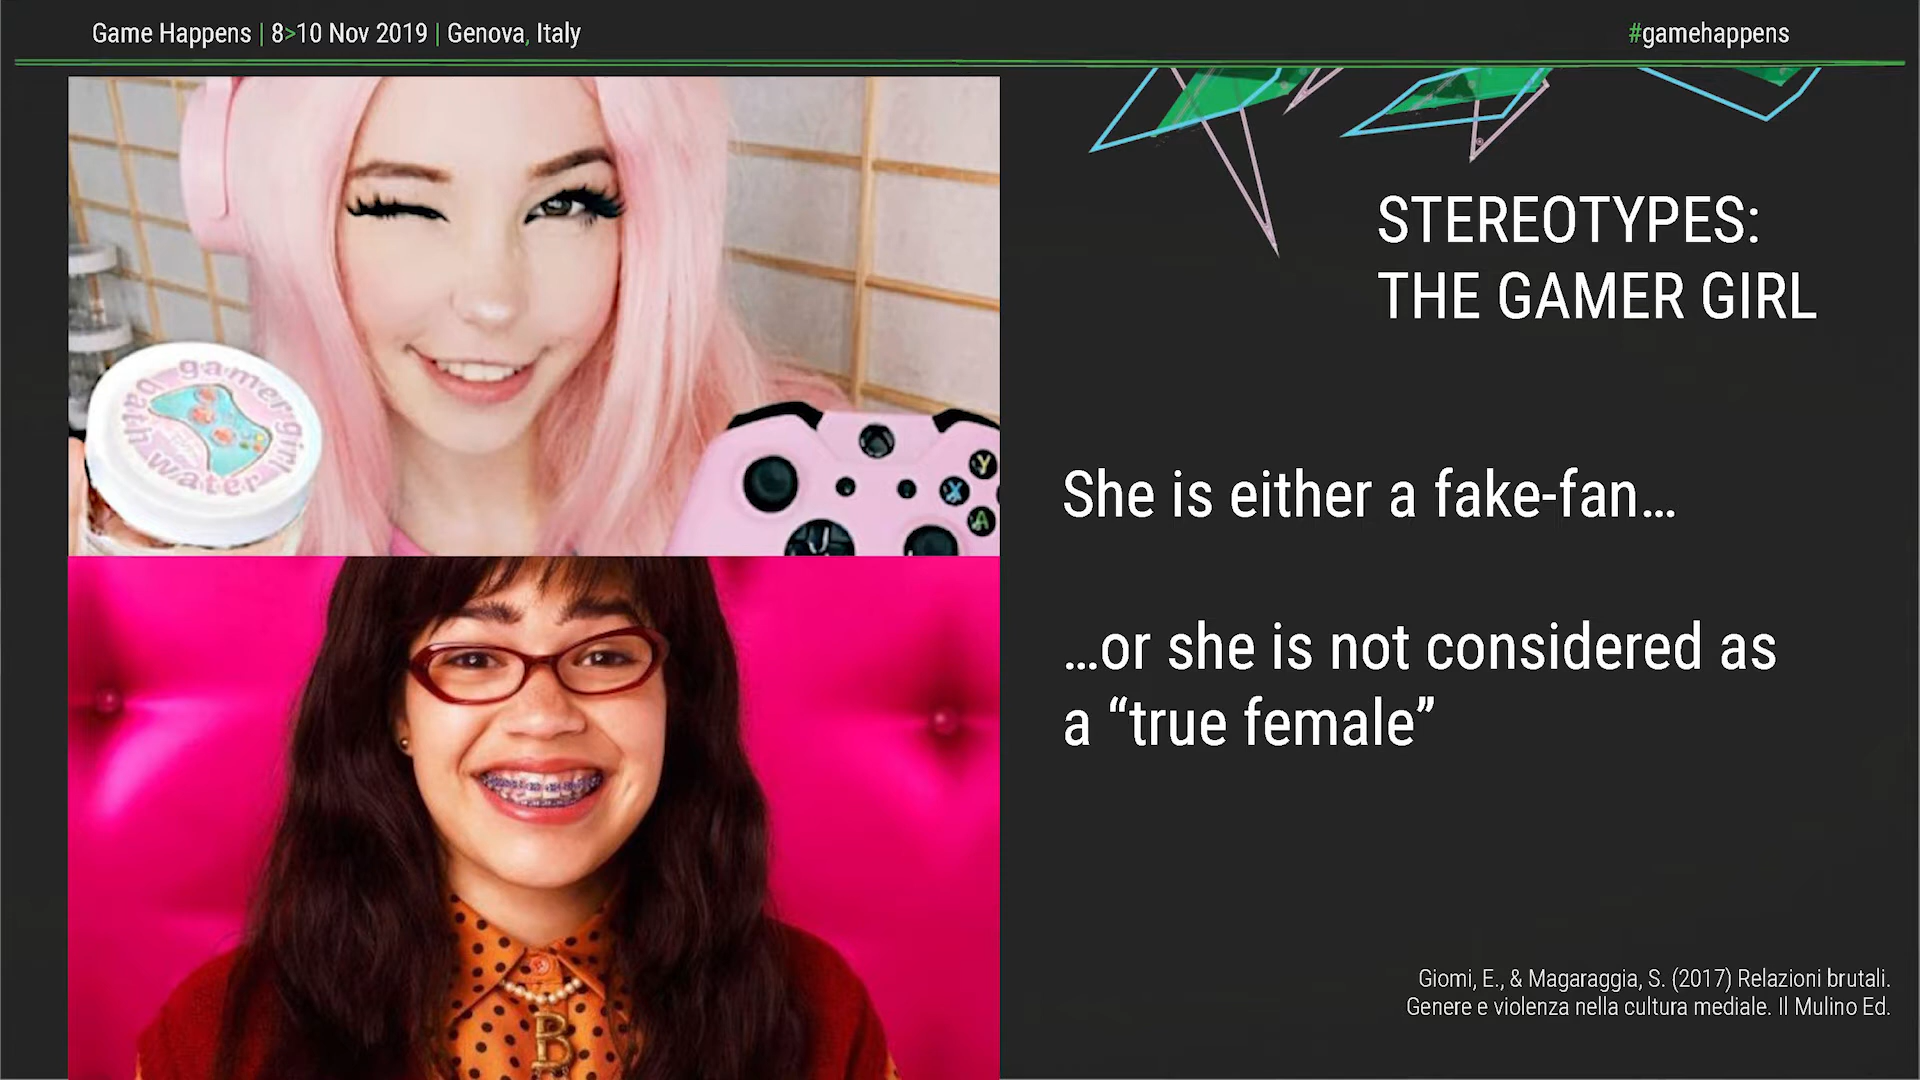 Game Happens | 8>10 Nov 2019 | Genova, Italy
#gamehappens
STEREOTYPES:
THE GAMER GIRL
gamergirl
bath
water
Y
X
A
She is either a fake-fan…
…or she is not considered as
a “true female”
B
Giomi, E., & Magaraggia, S. (2017) Relazioni brutali.
Genere e violenza nella cultura mediale. Il Mulino Ed.